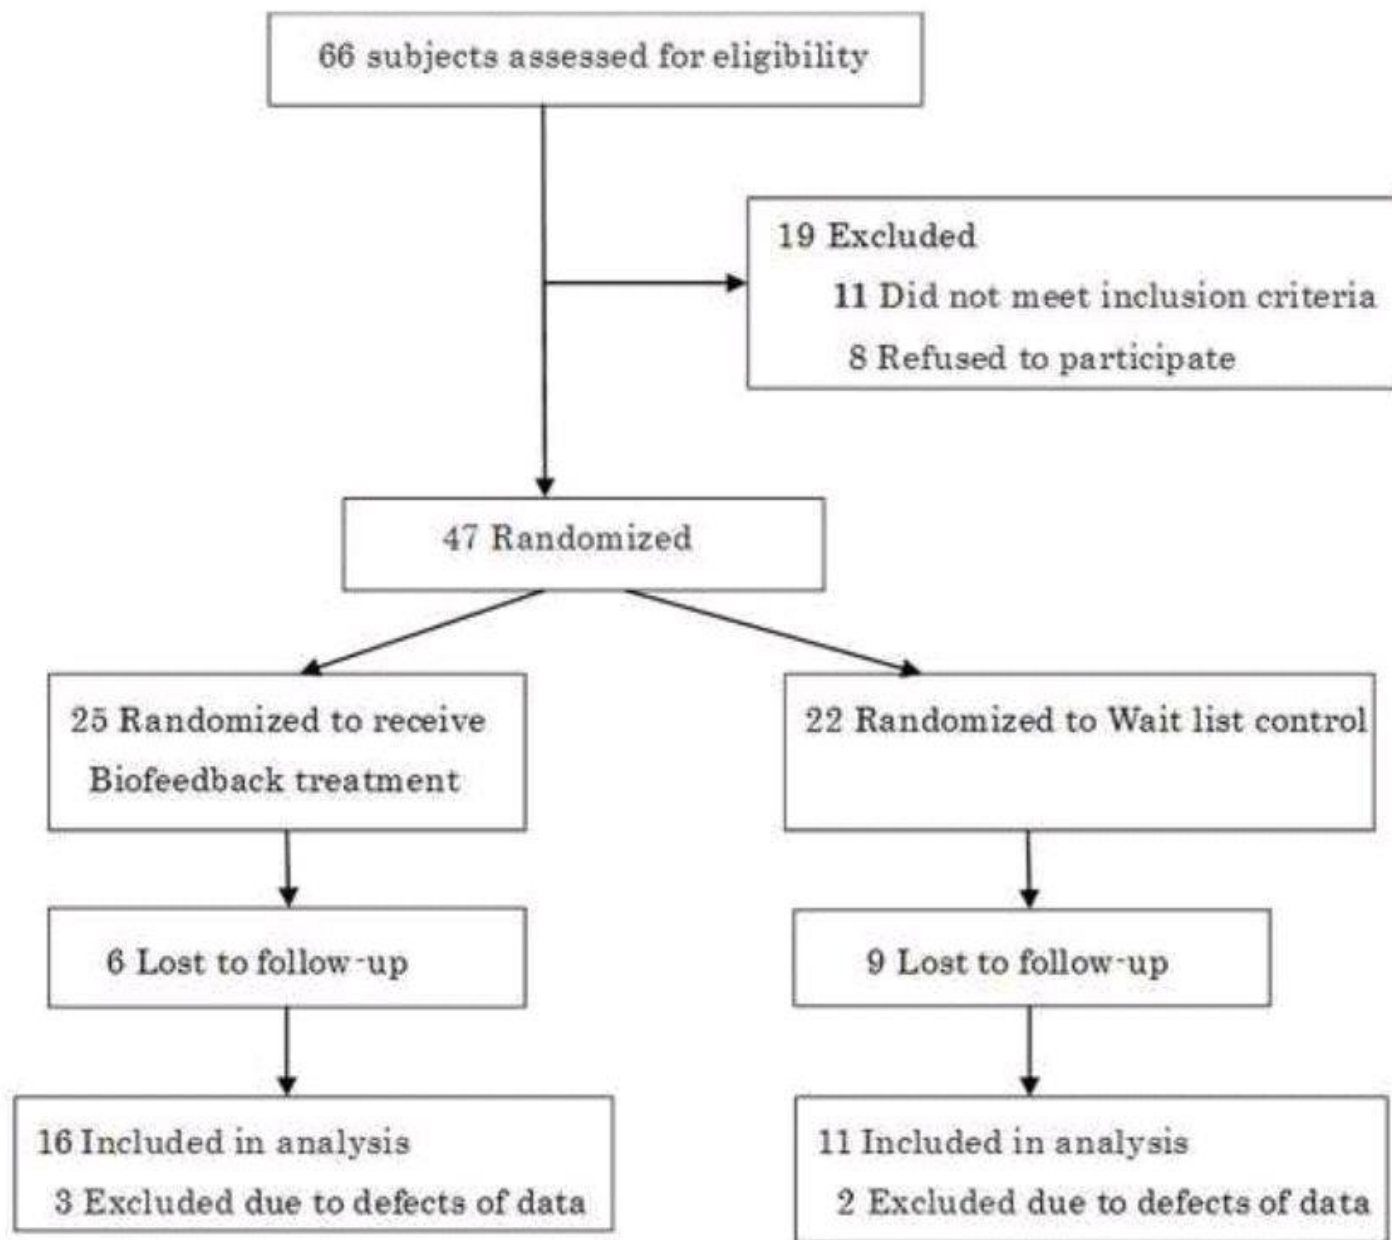 66 subjects assessed for eligibility
19 Excluded
11 Did not meet inclusion criteria
8 Refused to participate
47 Randomized
25 Randomized to receive
Biofeedback treatment
22 Randomized to Wait list control
6 Lost to follow-up
9 Lost to follow-up
16 Included in analysis
3 Excluded due to defects of data
11 Included in analysis
2 Excluded due to defects of data